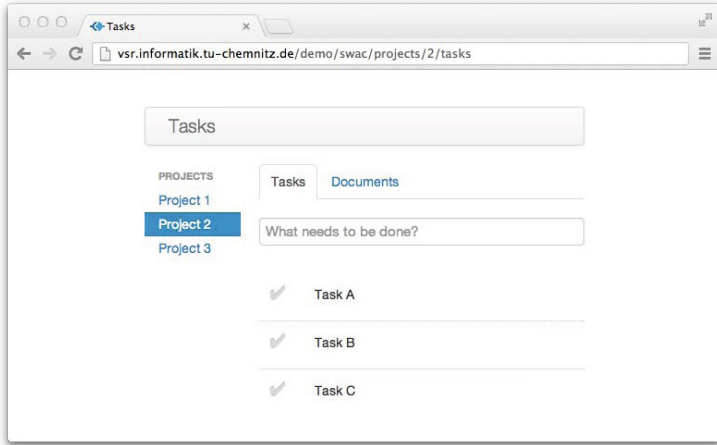 Tasks
vsr.informatik.tu-chemnitz.de/demo/swac/projects/2/tasks
Tasks
PROJECTS
Project 1
Project 2
Project 3
Tasks Documents
What needs to be done?
Task A
Task B
Task C